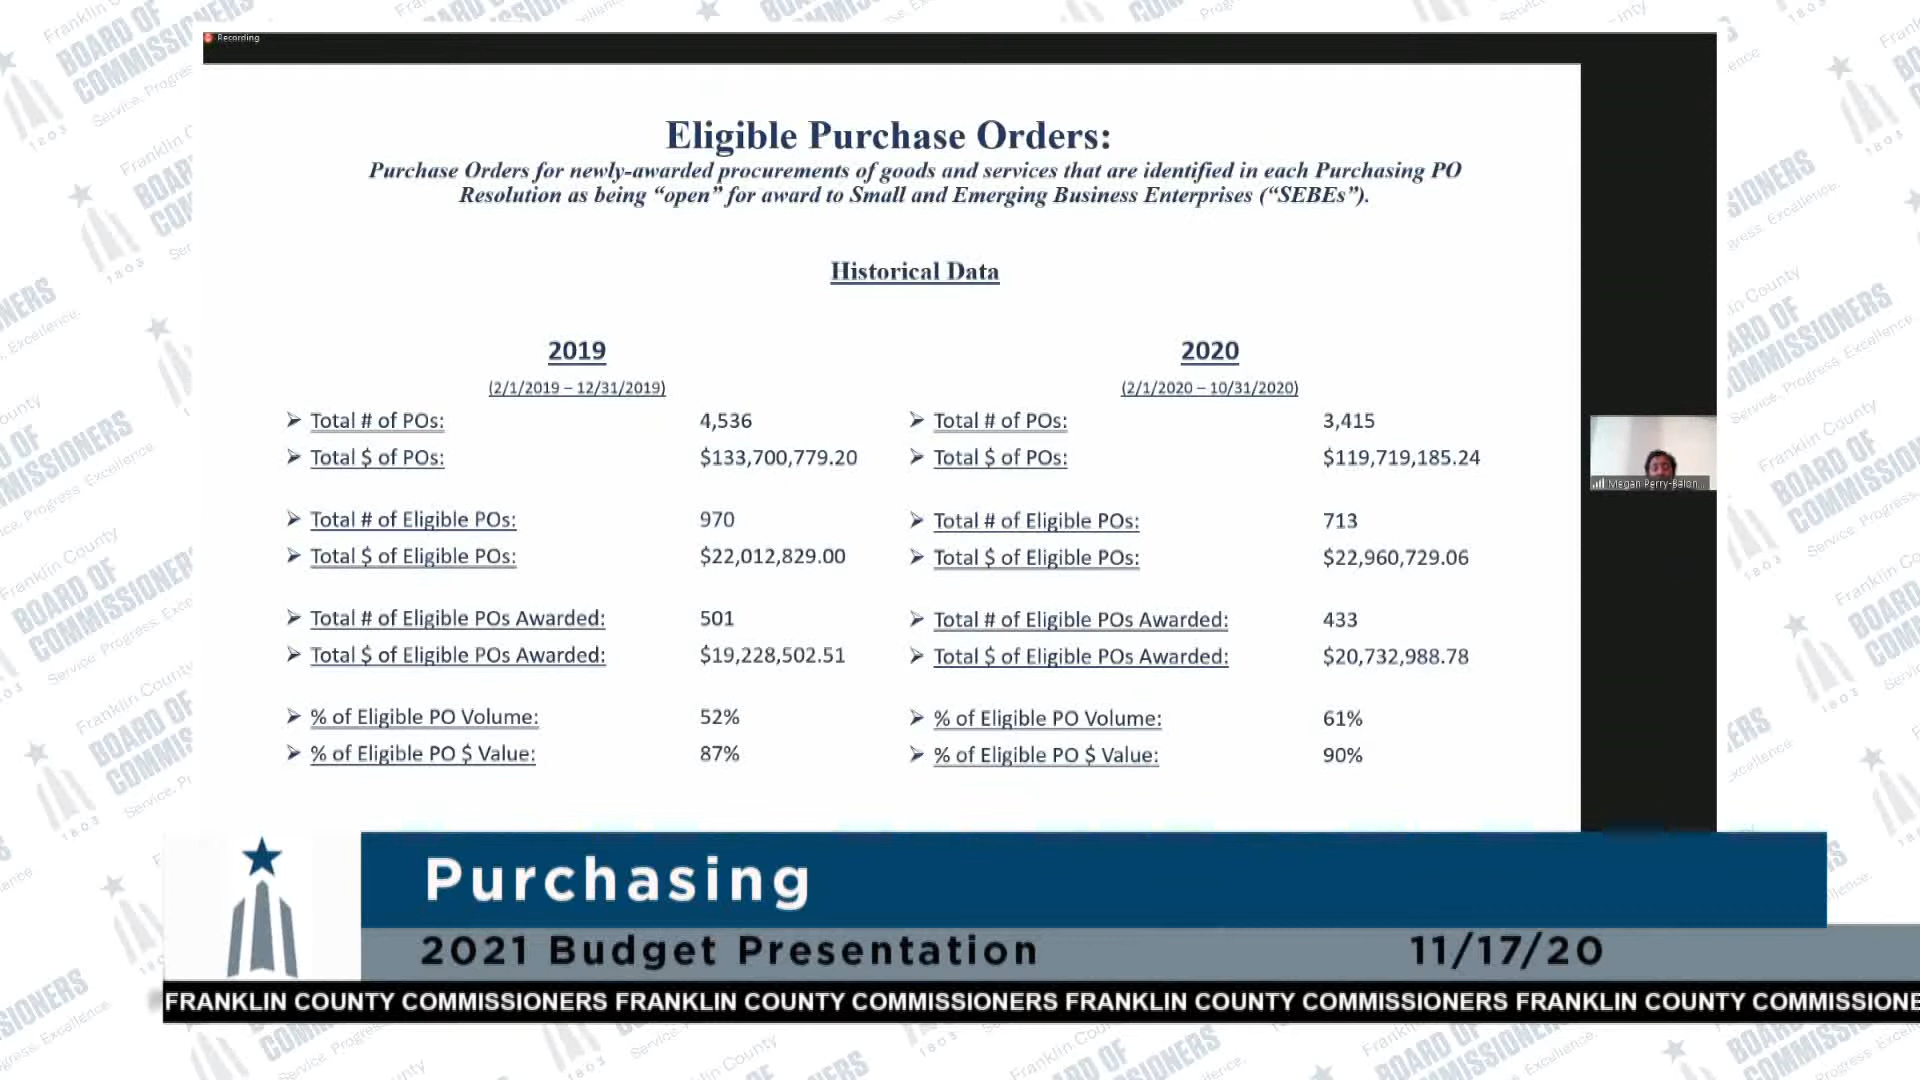 Recording
Eligible Purchase Orders:
Purchase Orders for newly-awarded procurements of goods and services that are identified in each Purchasing PO
Resolution as being “open” for award to Small and Emerging Business Enterprises (“SEBEs”).
Historical Data
2019
(2/1/2019 – 12/31/2019)
Total # of POs: 4,536
Total $ of POs: $133,700,779.20
Total # of Eligible POs: 970
Total $ of Eligible POs: $22,012,829.00
Total # of Eligible POs Awarded: 501
Total $ of Eligible POs Awarded: $19,228,502.51
% of Eligible PO Volume: 52%
% of Eligible PO $ Value: 87%
2020
(2/1/2020 – 10/31/2020)
Total # of POs: 3,415
Total $ of POs: $119,719,185.24
Total # of Eligible POs: 713
Total $ of Eligible POs: $22,960,729.06
Total # of Eligible POs Awarded: 433
Total $ of Eligible POs Awarded: $20,732,988.78
% of Eligible PO Volume: 61%
% of Eligible PO $ Value: 90%
Megan Perry-Balon...
Purchasing
2021 Budget Presentation 11/17/20
FRANKLIN COUNTY COMMISSIONERS FRANKLIN COUNTY COMMISSIONERS FRANKLIN COUNTY COMMISSIONERS FRANKLIN COUNTY COMMISSIONE